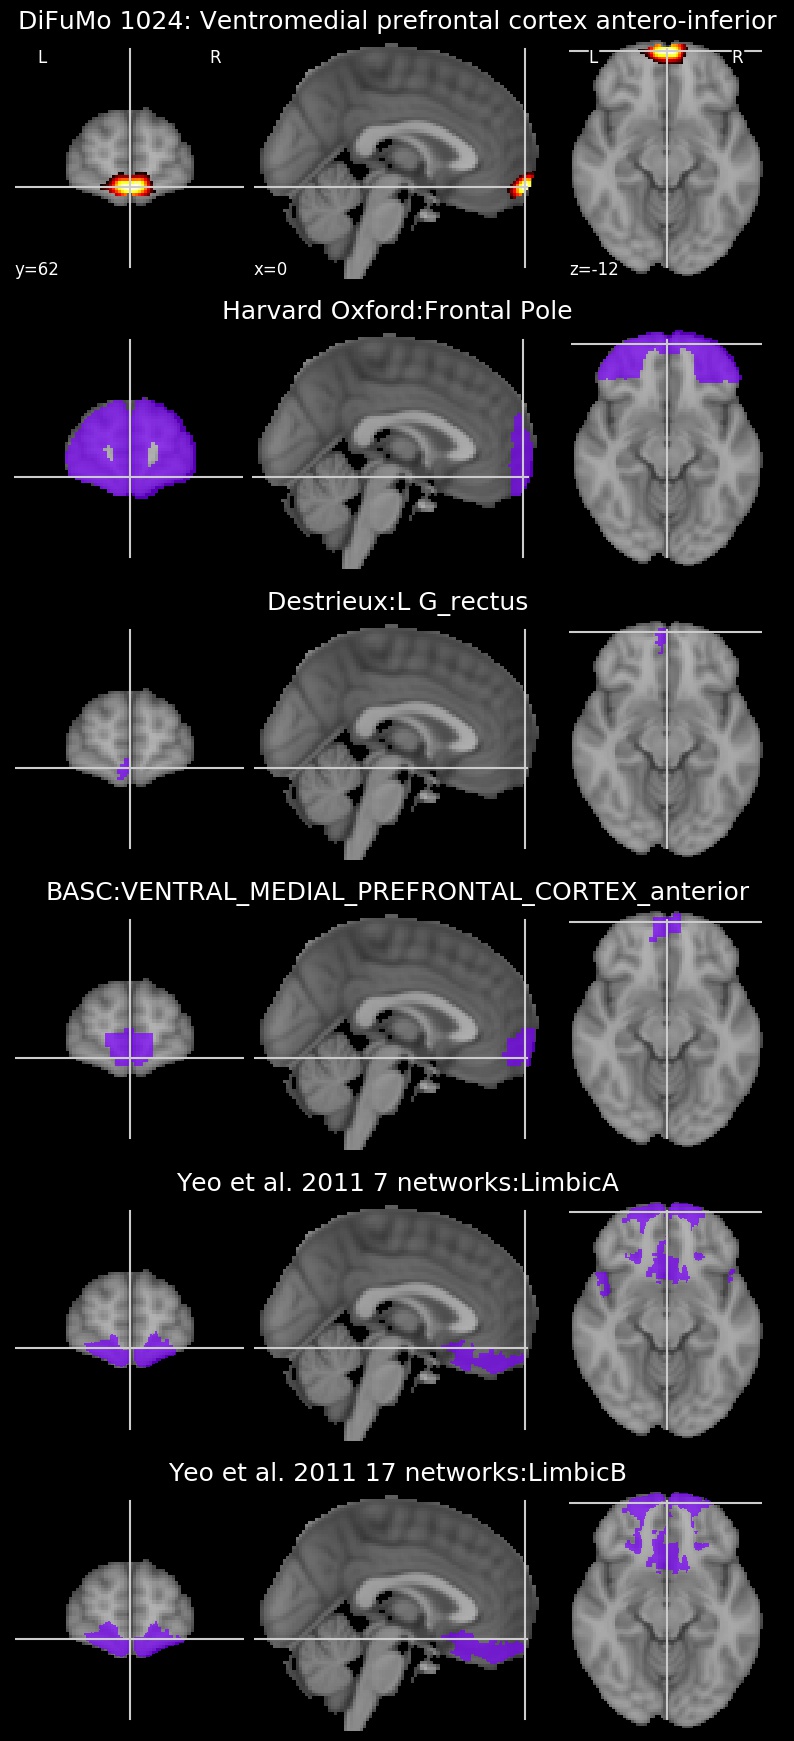 DiFuMo 1024: Ventromedial prefrontal cortex antero-inferior
L R L R
y=62 x=0 z=-12
Harvard Oxford:Frontal Pole
Destrieux:L G_rectus
BASC:VENTRAL_MEDIAL_PREFRONTAL_CORTEX_anterior
Yeo et al. 2011 7 networks:LimbicA
Yeo et al. 2011 17 networks:LimbicB